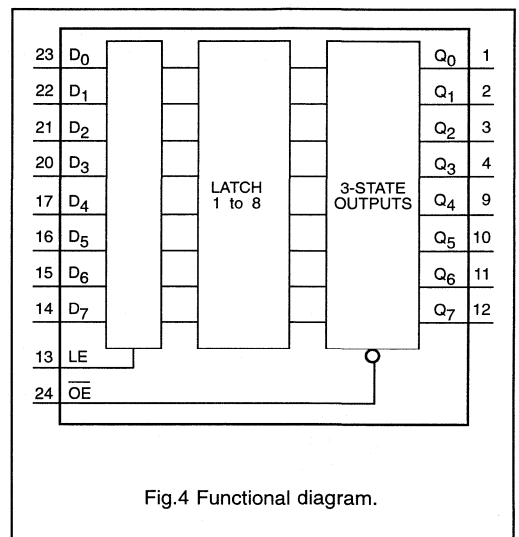 23 D0 Q0 1
22 D1 Q1 2
21 D2 Q2 3
20 D3 Q3 4
LATCH 3-STATE
1 to 8 OUTPUTS
17 D4 Q4 9
16 D5 Q5 10
15 D6 Q6 11
14 D7 Q7 12
13 LE
24 O̅E̅
Fig.4 Functional diagram.